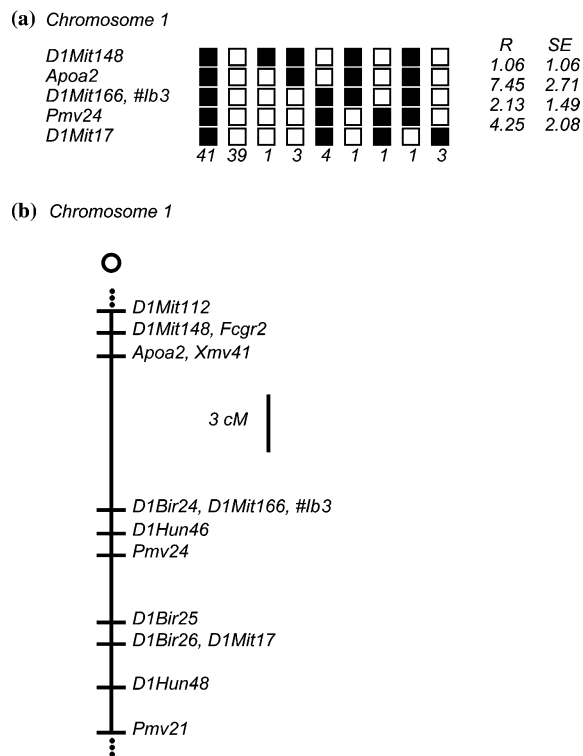 (a) Chromosome 1
R SE
D1Mit148
1.06 1.06
Apoa2
7.45 2.71
D1Mit166, #Ib3
2.13 1.49
Pmv24
4.25 2.08
D1Mit17
41 39 1 3 4 1 1 1 3
(b) Chromosome 1
D1Mit112
D1Mit148, Fcgr2
Apoa2, Xmv41
3 cM
D1Bir24, D1Mit166, #Ib3
D1Hun46
Pmv24
D1Bir25
D1Bir26, D1Mit17
D1Hun48
Pmv21